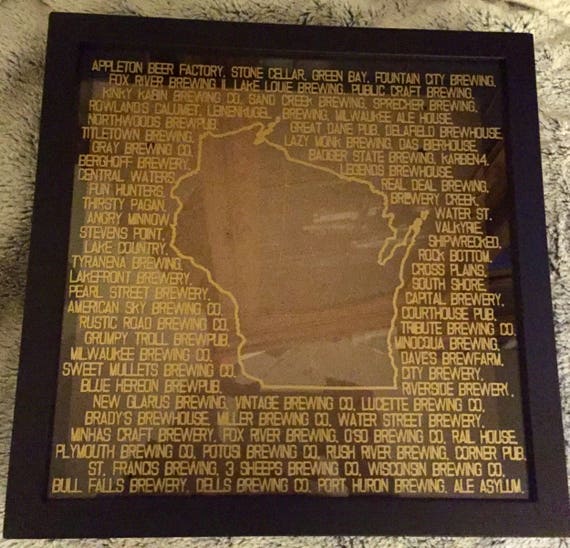 APPLETON BEER FACTORY, STONE CELLAR, GREEN BAY, FOUNTAIN CITY BREWING,
FOX RIVER BREWING II, LAKE LOUIE BREWING, PUBLIC CRAFT BREWING,
KINKY KABIN BREWING CO, SAND CREEK BREWING, SPRECHER BREWING,
ROWLAND'S CALUMET, LEINENKUGEL BREWING, MILWAUKEE ALE HOUSE,
NORTHWOODS BREWPUB, GREAT DANE PUB, DELAFIELD BREWHOUSE,
TITLETOWN BREWING, LAZY MONK BREWING, DAS BIERHOUSE,
GRAY BREWING CO, BADGER STATE BREWING, KARBEN4,
BERGHOFF BREWERY, LEGENDS BREWHOUSE,
CENTRAL WATERS, REAL DEAL BREWING,
FUN HUNTERS, BREWERY CREEK,
THIRSTY PAGAN, WATER ST,
ANGRY MINNOW, VALKYRIE,
STEVENS POINT, SHIPWRECKED,
LAKE COUNTRY, ROCK BOTTOM,
TYRANENA BREWING, CROSS PLAINS,
LAKEFRONT BREWERY, SOUTH SHORE,
PEARL STREET BREWERY, CAPITAL BREWERY,
AMERICAN SKY BREWING CO, COURTHOUSE PUB,
RUSTIC ROAD BREWING CO, TRIBUTE BREWING CO,
GRUMPY TROLL BREWPUB, MINOCQUA BREWING,
MILWAUKEE BREWING CO, DAVE'S BREWFARM,
SWEET MULLETS BREWING CO, CITY BREWERY,
BLUE HERON BREWPUB, RIVERSIDE BREWERY,
NEW GLARUS BREWING, VINTAGE BREWING CO, LUCETTE BREWING CO,
BRADY'S BREWHOUSE, MILLER BREWING CO, WATER STREET BREWERY,
MINHAS CRAFT BREWERY, FOX RIVER BREWING, O'SO BREWING CO, RAIL HOUSE,
PLYMOUTH BREWING CO, POTOSI BREWING CO, RUSH RIVER BREWING, CORNER PUB,
ST. FRANCIS BREWING, 3 SHEEPS BREWING CO, WISCONSIN BREWING CO,
BULL FALLS BREWERY, DELLS BREWING CO, PORT HURON BREWING, ALE ASYLUM,